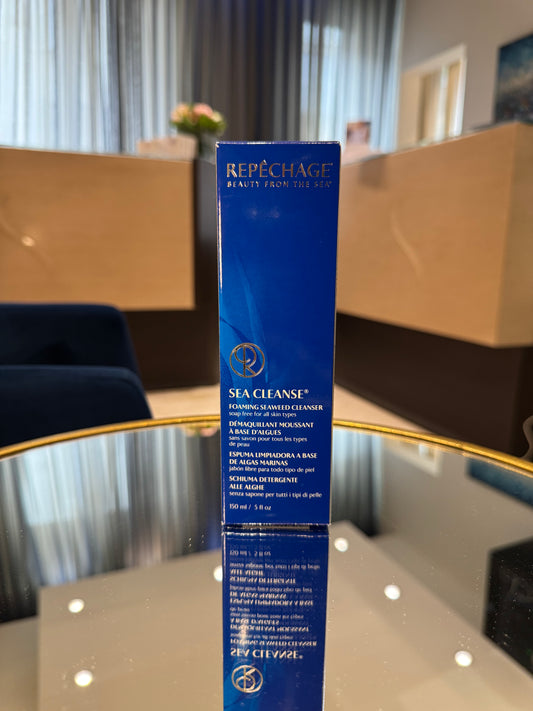 REPÊCHAGE®
BEAUTY FROM THE SEA®
SEA CLEANSE®
FOAMING SEAWEED CLEANSER
soap free for all skin types
DÉMAQUILLANT MOUSSANT
À BASE D'ALGUES
sans savon pour tous les types
de peau
ESPUMA LIMPIADORA A BASE
DE ALGAS MARINAS
jabón libre para todo tipo de piel
SCHIUMA DETERGENTE
ALLE ALGHE
senza sapone per tutti i tipi di pelle
150 ml / 5 fl oz